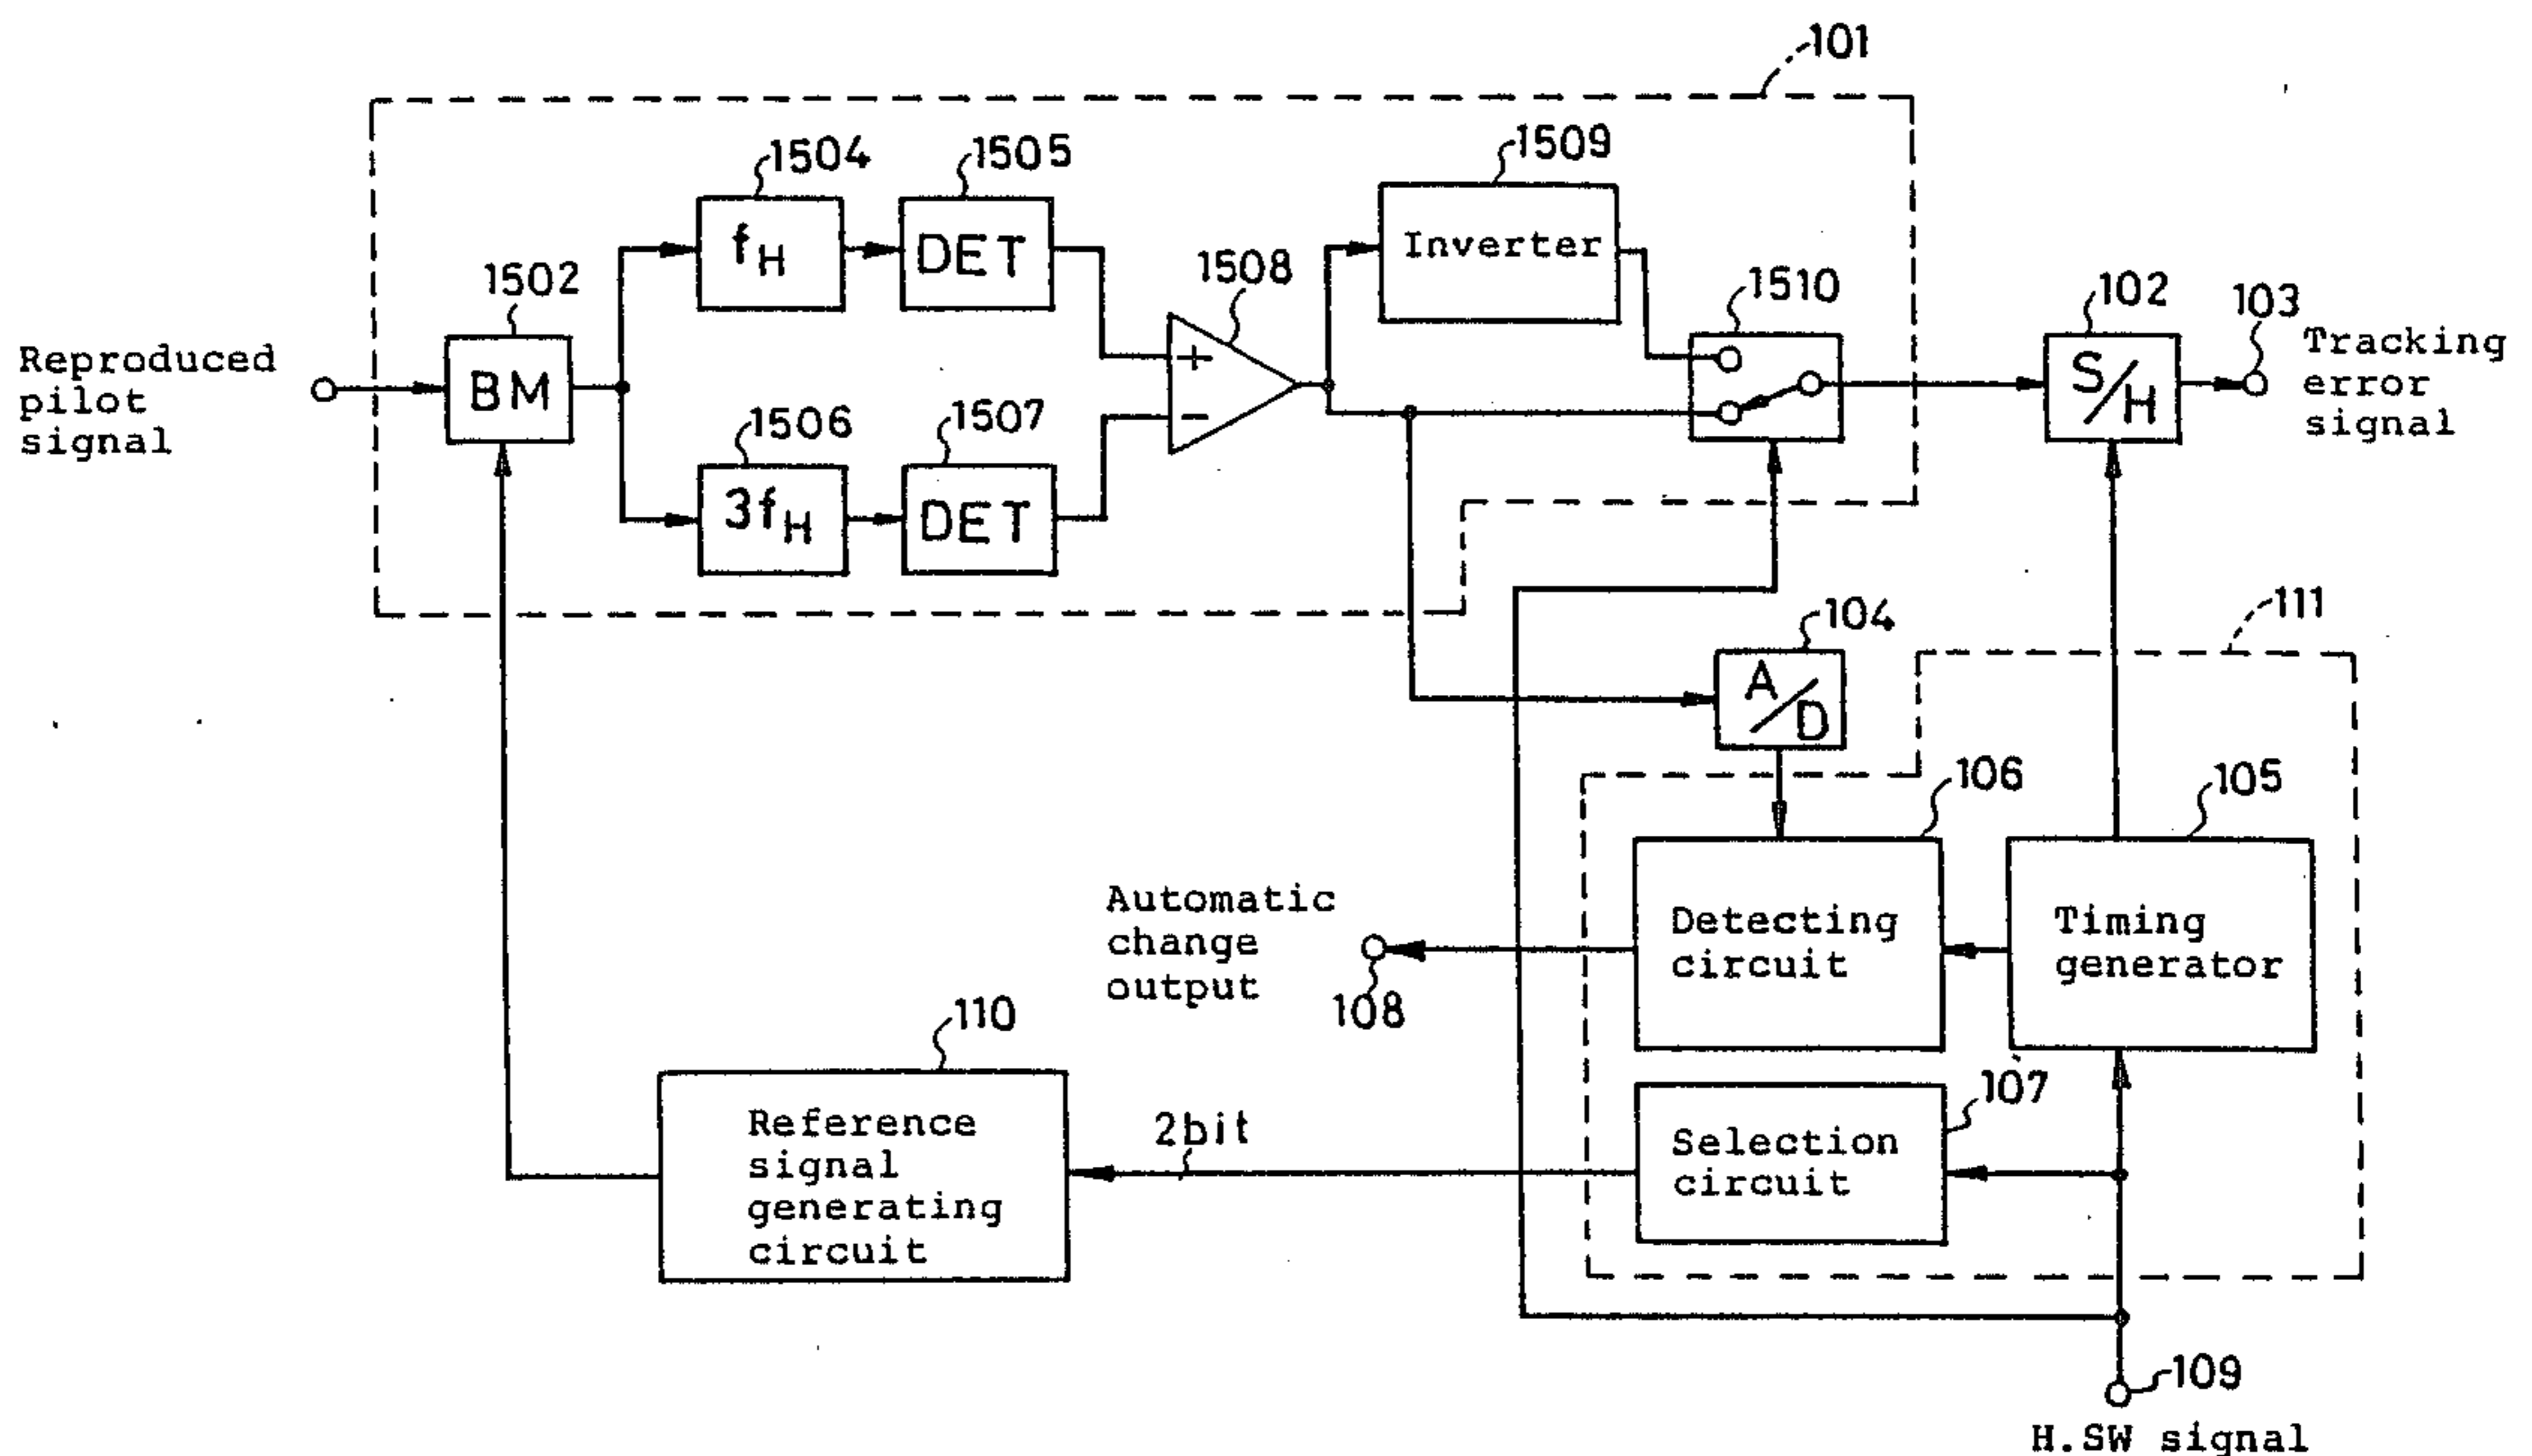 101
1504
1505
1509
f_H
DET
Inverter
1502
1508
1510
102
103
Reproduced
pilot
signal
BM
+
-
S/H
Tracking
error
signal
1506
1507
3f_H
DET
104
111
A/D
106
105
Automatic
change
output
108
Detecting
circuit
Timing
generator
110
107
Reference
signal
generating
circuit
2bit
Selection
circuit
109
H.SW signal